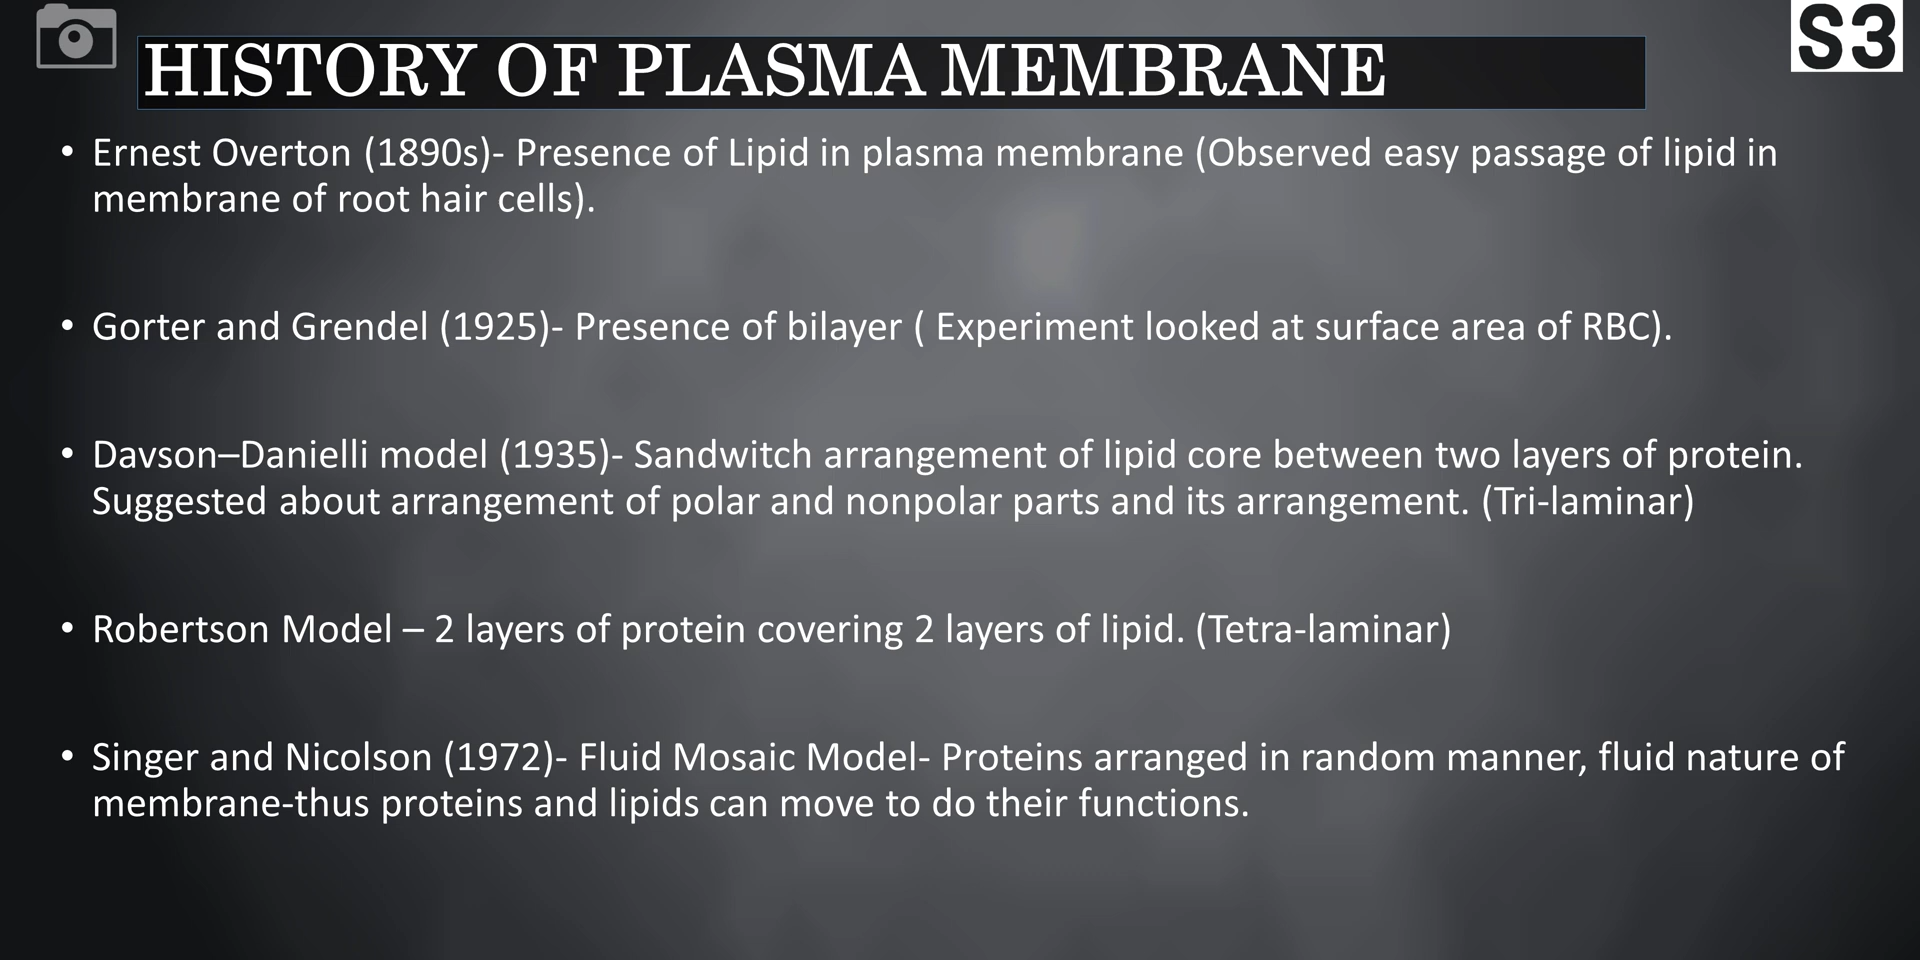 S3
HISTORY OF PLASMA MEMBRANE
• Ernest Overton (1890s)- Presence of Lipid in plasma membrane (Observed easy passage of lipid in
membrane of root hair cells).
• Gorter and Grendel (1925)- Presence of bilayer ( Experiment looked at surface area of RBC).
• Davson–Danielli model (1935)- Sandwitch arrangement of lipid core between two layers of protein.
Suggested about arrangement of polar and nonpolar parts and its arrangement. (Tri-laminar)
• Robertson Model – 2 layers of protein covering 2 layers of lipid. (Tetra-laminar)
• Singer and Nicolson (1972)- Fluid Mosaic Model- Proteins arranged in random manner, fluid nature of
membrane-thus proteins and lipids can move to do their functions.